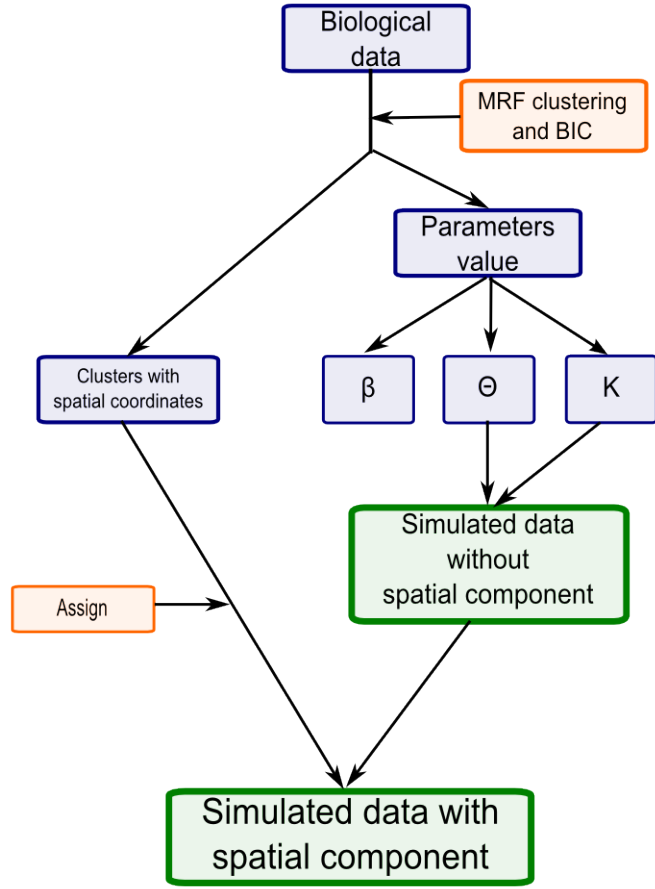 Biological
data
MRF clustering
and BIC
Parameters
value
Clusters with
spatial coordinates
β
Θ
K
Simulated data
without
spatial component
Assign
Simulated data with
spatial component